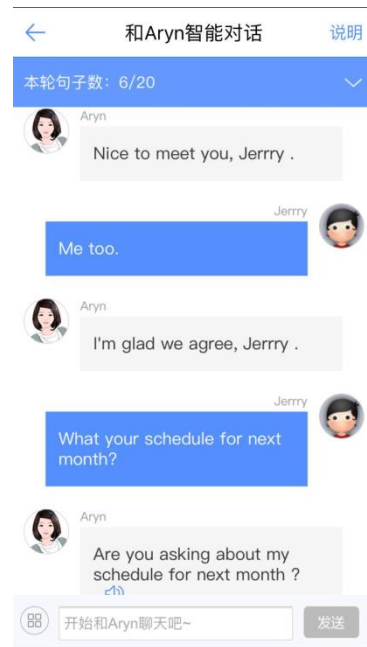 和Aryn智能对话
说明
本轮句子数：6/20
Aryn
Nice to meet you, Jerrry .
Jerrry
Me too.
Aryn
I'm glad we agree, Jerrry .
Jerrry
What your schedule for next
month?
Aryn
Are you asking about my
schedule for next month ?
开始和Aryn聊天吧~
发送